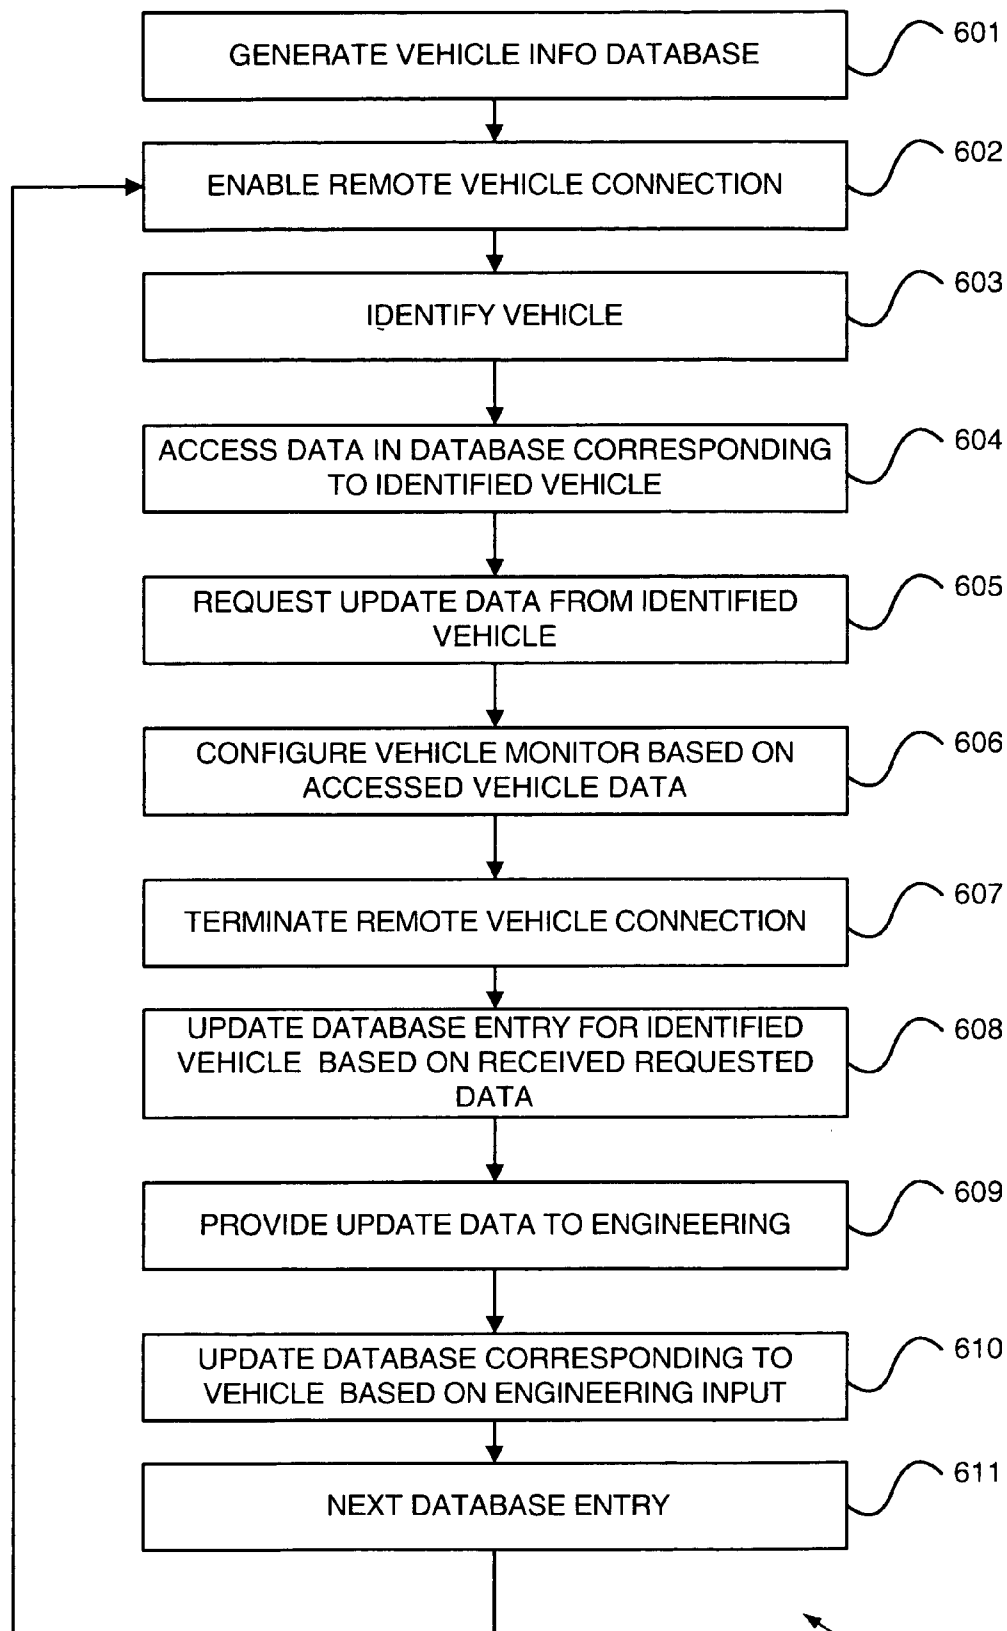 GENERATE VEHICLE INFO DATABASE
601
ENABLE REMOTE VEHICLE CONNECTION
602
IDENTIFY VEHICLE
603
ACCESS DATA IN DATABASE CORRESPONDING
TO IDENTIFIED VEHICLE
604
REQUEST UPDATE DATA FROM IDENTIFIED
VEHICLE
605
CONFIGURE VEHICLE MONITOR BASED ON
ACCESSED VEHICLE DATA
606
TERMINATE REMOTE VEHICLE CONNECTION
607
UPDATE DATABASE ENTRY FOR IDENTIFIED
VEHICLE BASED ON RECEIVED REQUESTED
DATA
608
PROVIDE UPDATE DATA TO ENGINEERING
609
UPDATE DATABASE CORRESPONDING TO
VEHICLE BASED ON ENGINEERING INPUT
610
NEXT DATABASE ENTRY
611